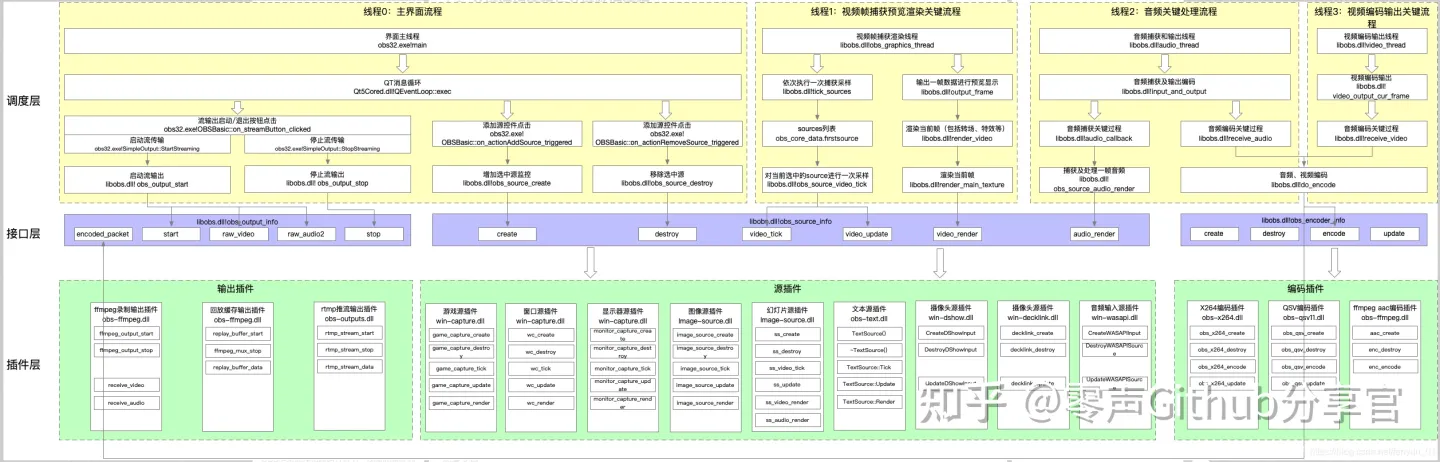 线程0：主界面流程
界面主线程
obs32.exe!main
QT消息循环
Qt5Cored.dll!QEventLoop::exec
流输出启动/退出按钮点击
obs32.exe!OBSBasic::on_streamButton_clicked
启动流传输
obs32.exe!SimpleOutput::StartStreaming
停止流传输
obs32.exe!SimpleOutput::StopStreaming
启动流输出
libobs.dll! obs_output_start
停止流输出
libobs.dll! obs_output_stop
添加源控件点击
obs32.exe!
OBSBasic::on_actionAddSource_triggered
增加选中源监控
libobs.dll!obs_source_create
添加源控件点击
obs32.exe!
OBSBasic::on_actionRemoveSource_triggered
移除选中源
libobs.dll!obs_source_destroy
线程1：视频帧捕获预览渲染关键流程
视频帧捕获渲染线程
libobs.dll!obs_graphics_thread
依次执行一次捕获采样
libobs.dll!tick_sources
sources列表
obs_core_data.firstsource
对当前选中的source进行一次采样
libobs.dll!obs_source_video_tick
输出一帧数据进行预览显示
libobs.dll!output_frame
渲染当前帧（包括转场、特效等）
libobs.dll!render_video
渲染当前帧
libobs.dll!render_main_texture
线程2：音频关键处理流程
音频捕获和输出线程
libobs.dll!audio_thread
音频捕获及输出编码
libobs.dll!input_and_output
音频捕获关键过程
libobs.dll!audio_callback
捕获及处理一帧音频
libobs.dll!
obs_source_audio_render
音频编码关键过程
libobs.dll!receive_audio
线程3：视频编码输出关键流
程
视频编码输出线程
libobs.dll!video_thread
视频编码输出
libobs.dll!
video_output_cur_frame
音频编码关键过程
libobs.dll!receive_video
音频、视频编码
libobs.dll!do_encode
调度层
接口层
libobs.dll!obs_output_info
encoded_packet
start
raw_video
raw_audio2
stop
libobs.dll!obs_source_info
create
destroy
video_tick
video_update
video_render
audio_render
libobs.dll!obs_encoder_info
create
destroy
encode
update
插件层
输出插件
ffmpeg录制输出插件
obs-ffmpeg.dll
ffmpeg_output_start
ffmpeg_output_stop
receive_video
receive_audio
回放缓存输出插件
obs-ffmpeg.dll
replay_buffer_start
ffmpeg_mux_stop
replay_buffer_data
rtmp推流输出插件
obs-outputs.dll
rtmp_stream_start
rtmp_stream_stop
rtmp_stream_data
源插件
游戏源插件
win-capture.dll
game_capture_create
game_capture_destro
y
game_capture_tick
game_capture_update
game_capture_render
窗口源插件
win-capture.dll
wc_create
wc_destroy
wc_tick
wc_update
wc_render
显示器源插件
win-capture.dll
monitor_capture_crea
te
monitor_capture_dest
roy
monitor_capture_tick
monitor_capture_upd
ate
monitor_capture_ren
der
图像源插件
Image-source.dll
image_source_create
image_source_destro
y
image_source_tick
image_source_update
image_source_render
幻灯片源插件
Image-source.dll
ss_create
ss_destroy
ss_video_tick
ss_update
ss_video_render
ss_audio_render
文本源插件
obs-text.dll
TextSource()
~TextSource()
TextSource::Tick
TextSource::Update
TextSource::Render
摄像头源插件
win-dshow.dll
CreateDShowInput
DestroyDShowInput
UpdateDShowInput
摄像头源插件
win-decklink.dll
decklink_create
decklink_destroy
decklink_update
音频输入源插件
win-wasapi.dll
CreateWASAPIInput
DestroyWASAPISourc
e
UpdateWASAPISourc
e
编码插件
X264编码插件
obs-x264.dll
obs_x264_create
obs_x264_destroy
obs_x264_encode
obs_x264_update
QSV编码插件
obs-qsv11.dll
obs_qsv_create
obs_qsv_destroy
obs_qsv_encode
obs_qsv_update
ffmpeg aac编码插件
obs-ffmpeg.dll
aac_create
enc_destroy
enc_encode
知乎 @零声Github分享官